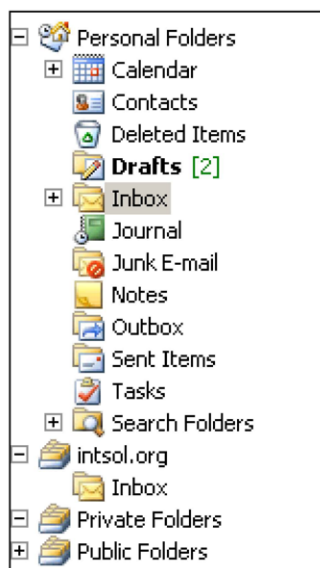 Personal Folders
Calendar
Contacts
Deleted Items
Drafts [2]
Inbox
Journal
Junk E-mail
Notes
Outbox
Sent Items
Tasks
Search Folders
intsol.org
Inbox
Private Folders
Public Folders